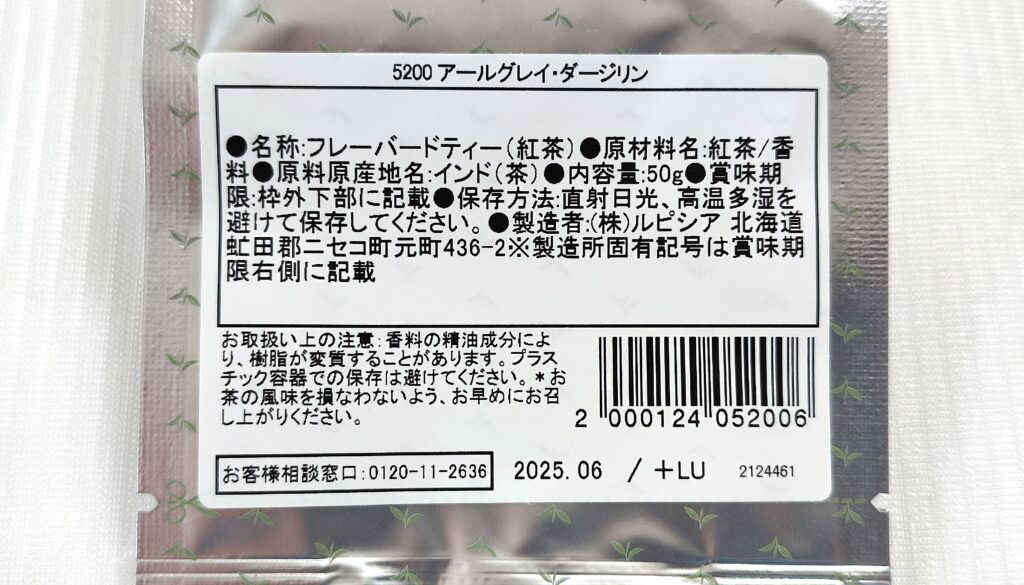 5200 アールグレイ・ダージリン
●名称:フレーバードティー(紅茶)●原材料名:紅茶/香
料●原料原産地名:インド(茶)●内容量:50g●賞味期
限:枠外下部に記載●保存方法:直射日光、高温多湿を
避けて保存してください。●製造者:(株)ルピシア 北海道
虻田郡ニセコ町元町436-2※製造所固有記号は賞味期
限右側に記載
お取扱い上の注意:香料の精油成分によ
り、樹脂が変質することがあります。プラス
チック容器での保存は避けてください。*お
茶の風味を損なわないよう、お早めにお召
し上がりください。
2 000124 052006
お客様相談窓口:0120-11-2636
2025.06 / +LU 2124461